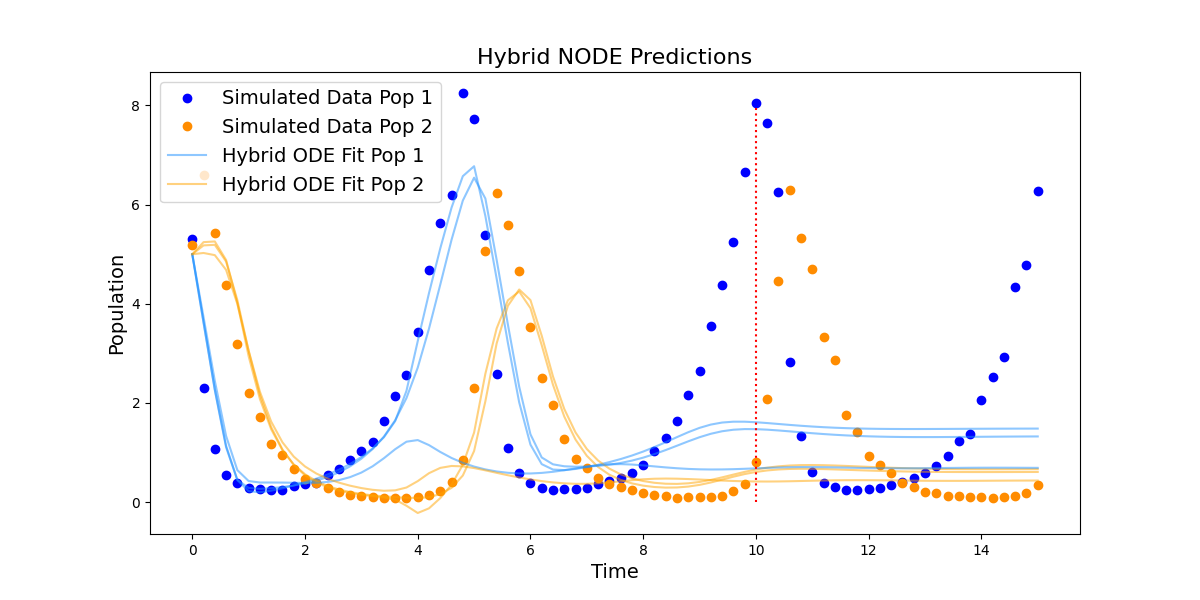 Hybrid NODE Predictions
Simulated Data Pop 1
Simulated Data Pop 2
Hybrid ODE Fit Pop 1
Hybrid ODE Fit Pop 2
8
6
4
2
0
Population
0 2 4 6 8 10 12 14
Time